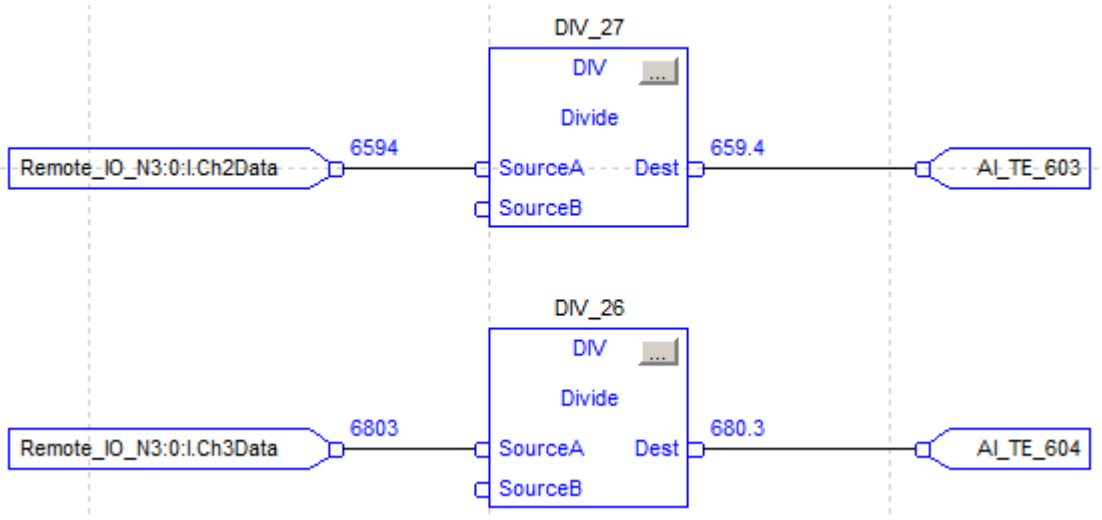 DIV_27
DIV ...
Divide
6594 659.4
Remote_IO_N3:0:I.Ch2Data SourceA Dest AI_TE_603
SourceB
DIV_26
DIV ...
Divide
6803 680.3
Remote_IO_N3:0:I.Ch3Data SourceA Dest AI_TE_604
SourceB